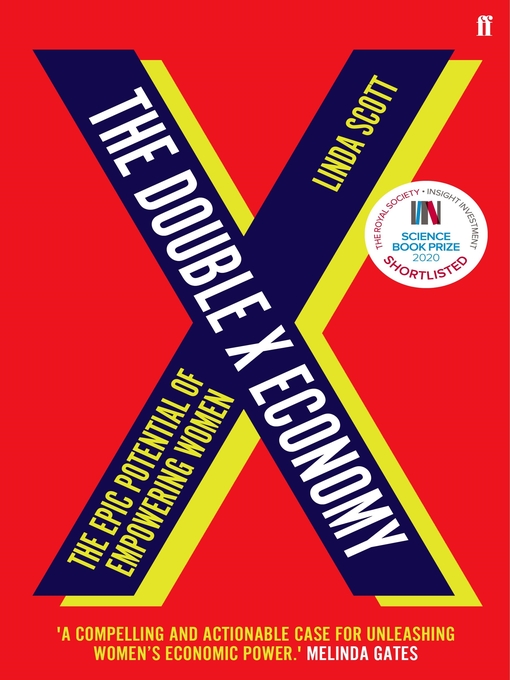 ff
THE DOUBLE X ECONOMY
LINDA SCOTT
THE ROYAL SOCIETY • INSIGHT INVESTMENT
SCIENCE
BOOK PRIZE
2020
SHORTLISTED
THE EPIC POTENTIAL OF
EMPOWERING WOMEN
'A COMPELLING AND ACTIONABLE CASE FOR UNLEASHING
WOMEN'S ECONOMIC POWER.' MELINDA GATES